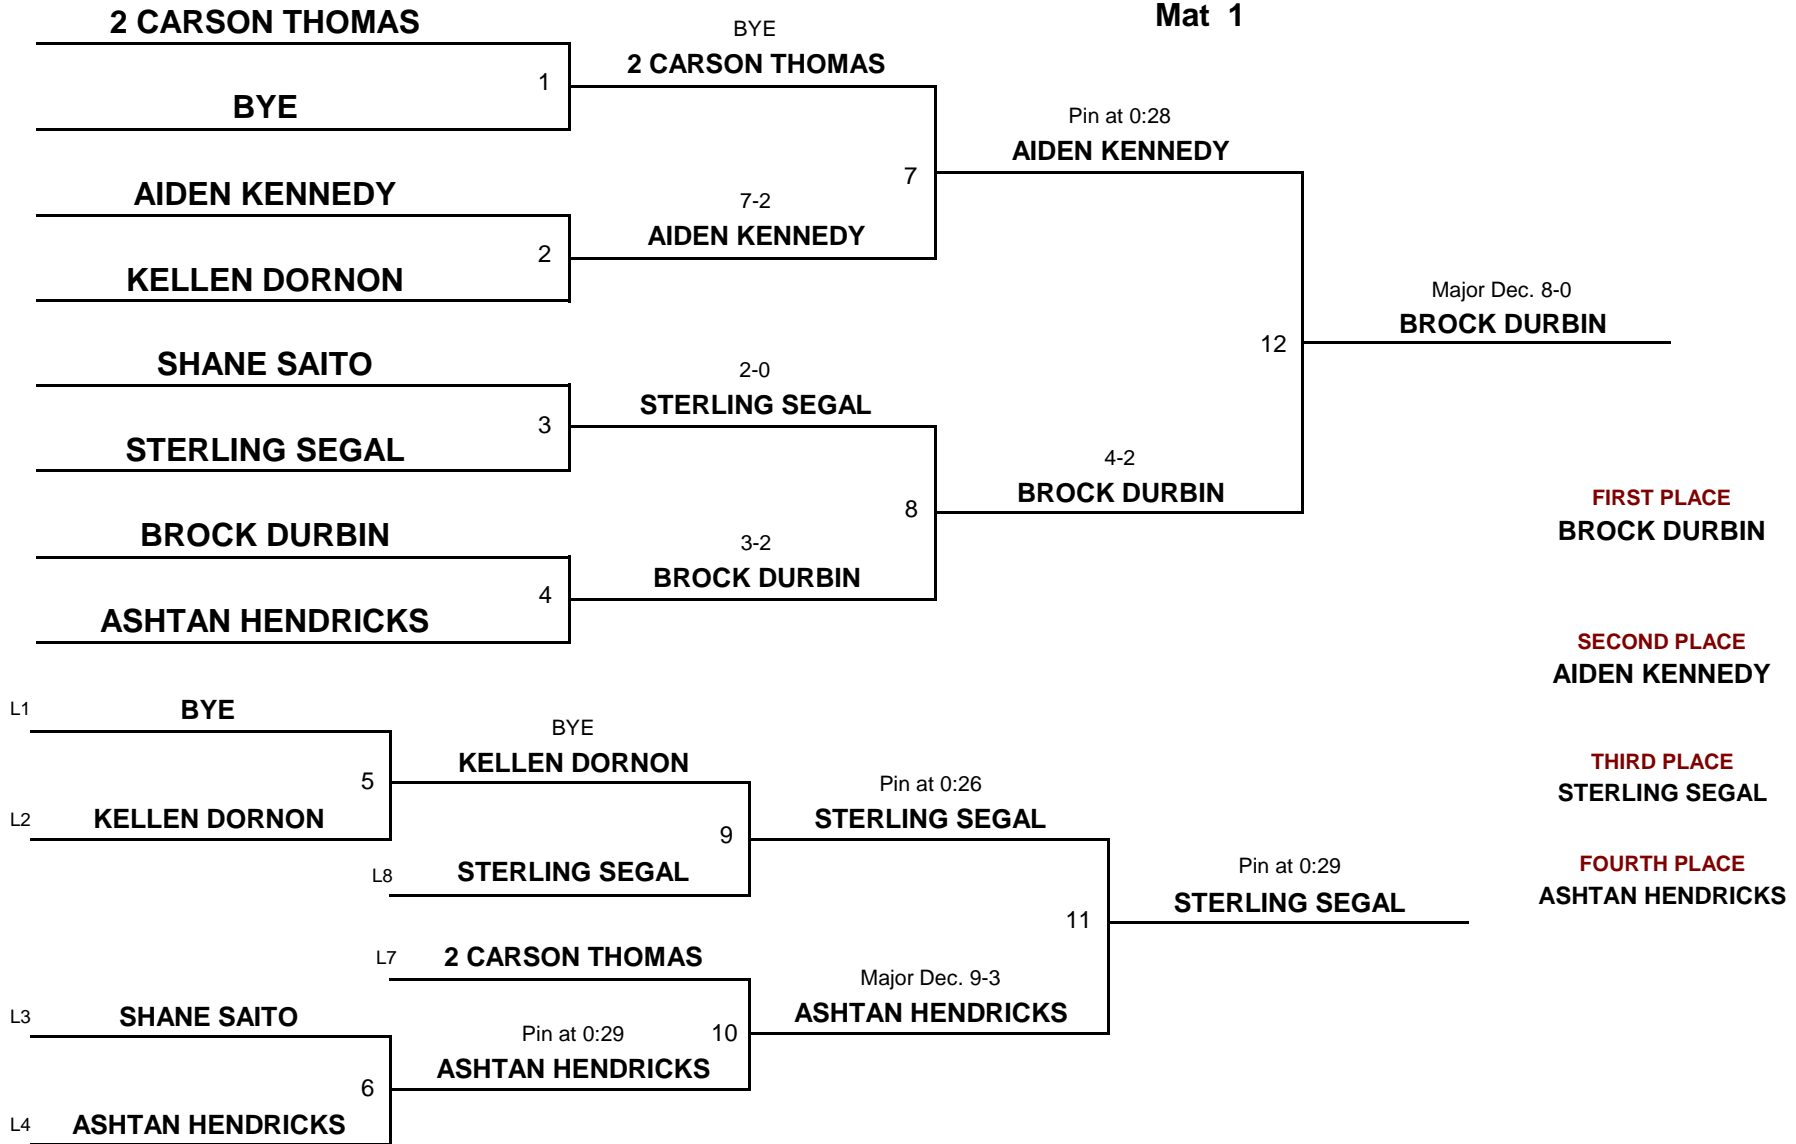 Mat 1
2 CARSON THOMAS
BYE
1
BYE
2 CARSON THOMAS
AIDEN KENNEDY
KELLEN DORNON
2
7-2
AIDEN KENNEDY
7
Pin at 0:28
AIDEN KENNEDY
SHANE SAITO
STERLING SEGAL
3
2-0
STERLING SEGAL
BROCK DURBIN
ASHTAN HENDRICKS
4
3-2
BROCK DURBIN
8
4-2
BROCK DURBIN
12
Major Dec. 8-0
BROCK DURBIN
FIRST PLACE
BROCK DURBIN
SECOND PLACE
AIDEN KENNEDY
THIRD PLACE
STERLING SEGAL
FOURTH PLACE
ASHTAN HENDRICKS
L1
BYE
L2
KELLEN DORNON
5
BYE
KELLEN DORNON
L8
STERLING SEGAL
9
Pin at 0:26
STERLING SEGAL
L7
2 CARSON THOMAS
L3
SHANE SAITO
L4
ASHTAN HENDRICKS
6
Pin at 0:29
ASHTAN HENDRICKS
10
Major Dec. 9-3
ASHTAN HENDRICKS
11
Pin at 0:29
STERLING SEGAL